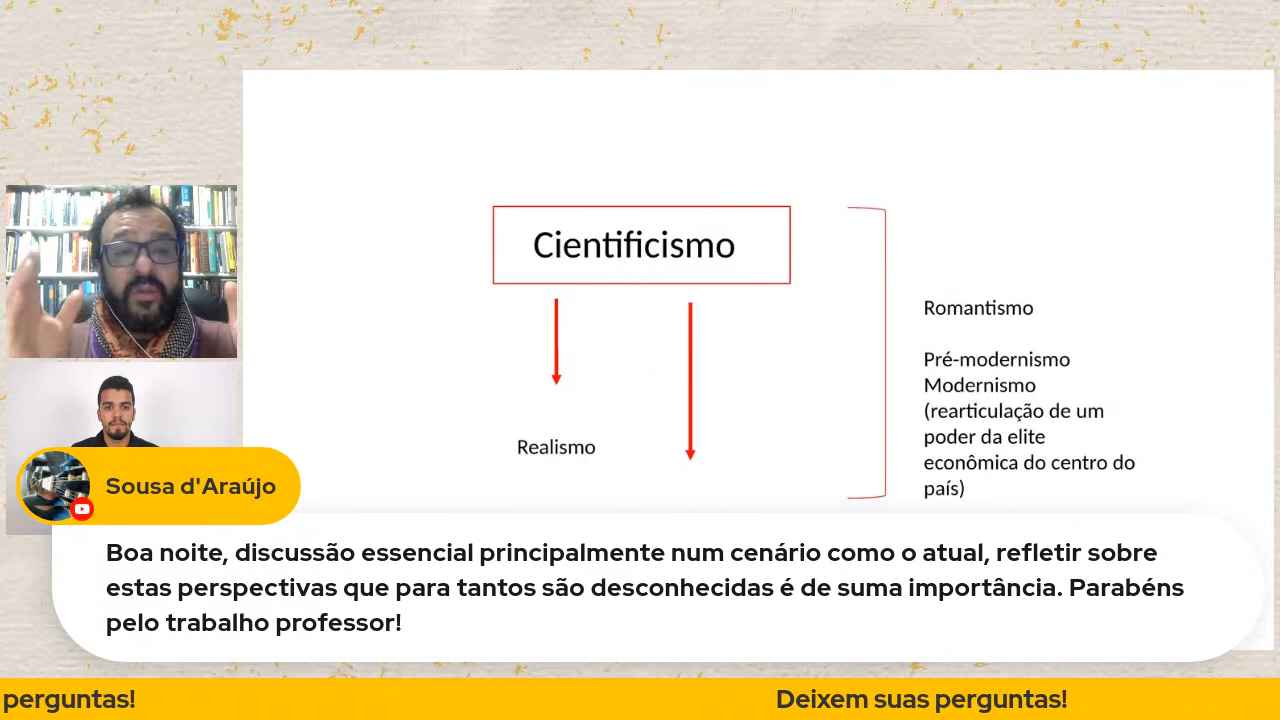 Cientificismo
Realismo
Romantismo
Pré-modernismo
Modernismo
(rearticulação de um
poder da elite
econômica do centro do
país)
Sousa d'Araújo
Boa noite, discussão essencial principalmente num cenário como o atual, refletir sobre
estas perspectivas que para tantos são desconhecidas é de suma importância. Parabéns
pelo trabalho professor!
perguntas! Deixem suas perguntas!